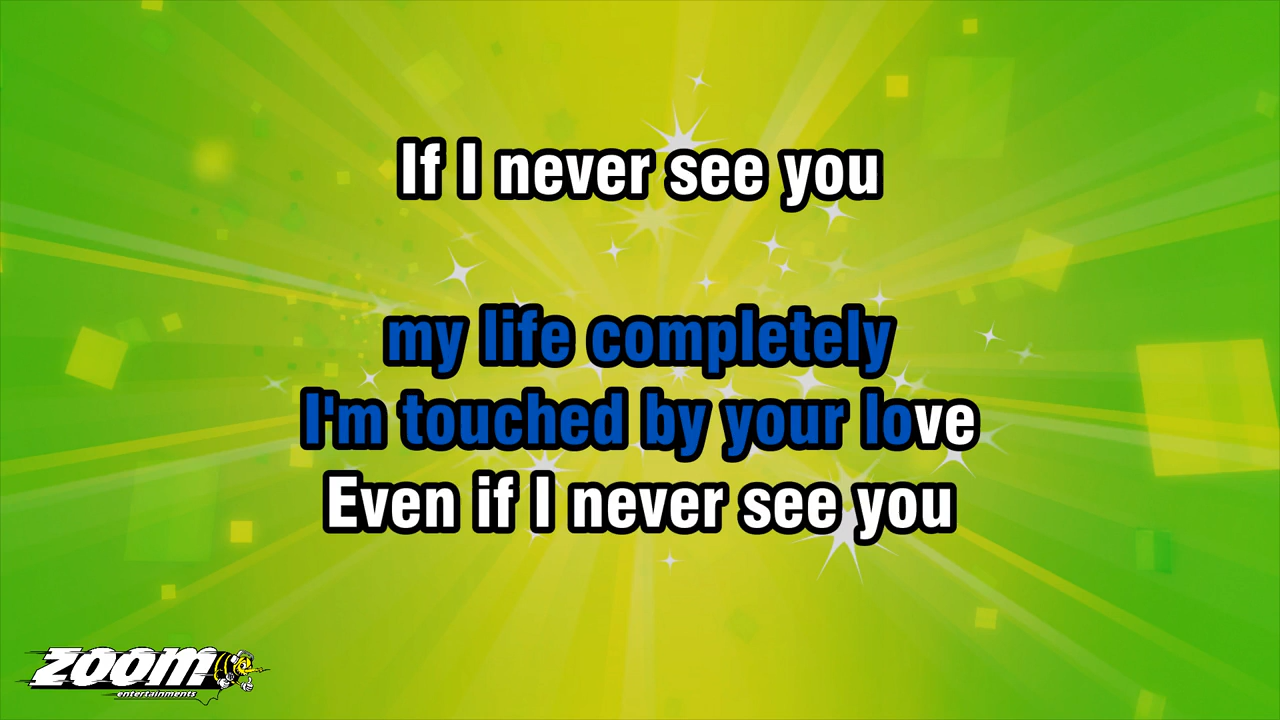 If I never see you
my life completely
I'm touched by your love
Even if I never see you
zoom
entertainments